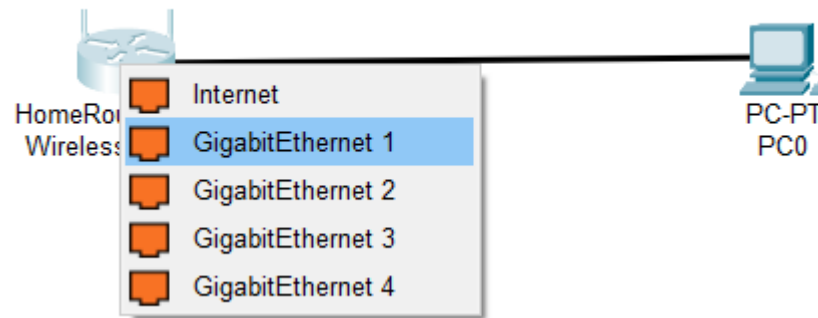 Internet
HomeRou
GigabitEthernet 1
Wireless
GigabitEthernet 2
GigabitEthernet 3
GigabitEthernet 4
PC-PT
PC0